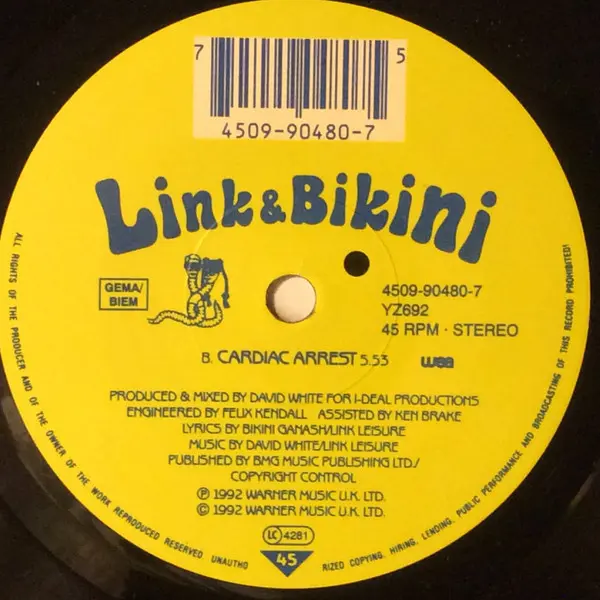 7 5
4509-90480-7
Link & Bikini
GEMA/
BIEM
4509-90480-7
YZ692
45 RPM · STEREO
B. CARDIAC ARREST 5.53
wea
PRODUCED & MIXED BY DAVID WHITE FOR I-DEAL PRODUCTIONS
ENGINEERED BY FELIX KENDALL ASSISTED BY KEN BRAKE
LYRICS BY BIKINI GANASH/LINK LEISURE
MUSIC BY DAVID WHITE/LINK LEISURE
PUBLISHED BY BMG MUSIC PUBLISHING LTD./
COPYRIGHT CONTROL
℗ 1992 WARNER MUSIC U.K. LTD.
© 1992 WARNER MUSIC U.K. LTD.
LC 4281
45
ALL RIGHTS OF THE PRODUCER AND OF THE OWNER OF THE WORK REPRODUCED RESERVED UNAUTHO
RIZED COPYING, HIRING, LENDING, PUBLIC PERFORMANCE AND BROADCASTING OF THIS RECORD PROHIBITED!